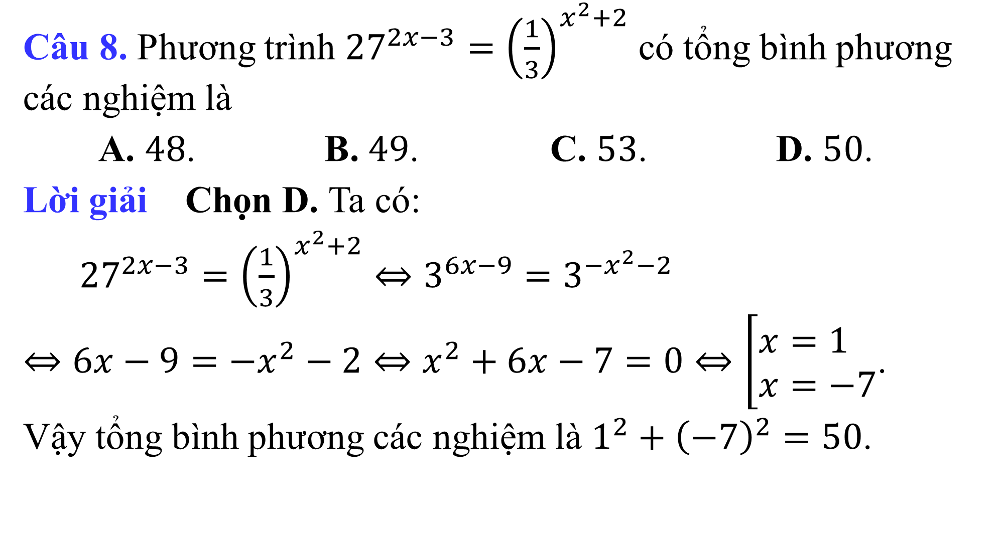 Câu 8. Phương trình $27^{2x-3} = \left(\frac{1}{3}\right)^{x^2+2}$ có tổng bình phương
các nghiệm là
A. 48. B. 49. C. 53. D. 50.
Lời giải Chọn D. Ta có:
$27^{2x-3} = \left(\frac{1}{3}\right)^{x^2+2} \Leftrightarrow 3^{6x-9} = 3^{-x^2-2}$
$\Leftrightarrow 6x - 9 = -x^2 - 2 \Leftrightarrow x^2 + 6x - 7 = 0 \Leftrightarrow \left[\begin{matrix} x = 1 \\ x = -7 \end{matrix}\right.$.
Vậy tổng bình phương các nghiệm là $1^2 + (-7)^2 = 50$.